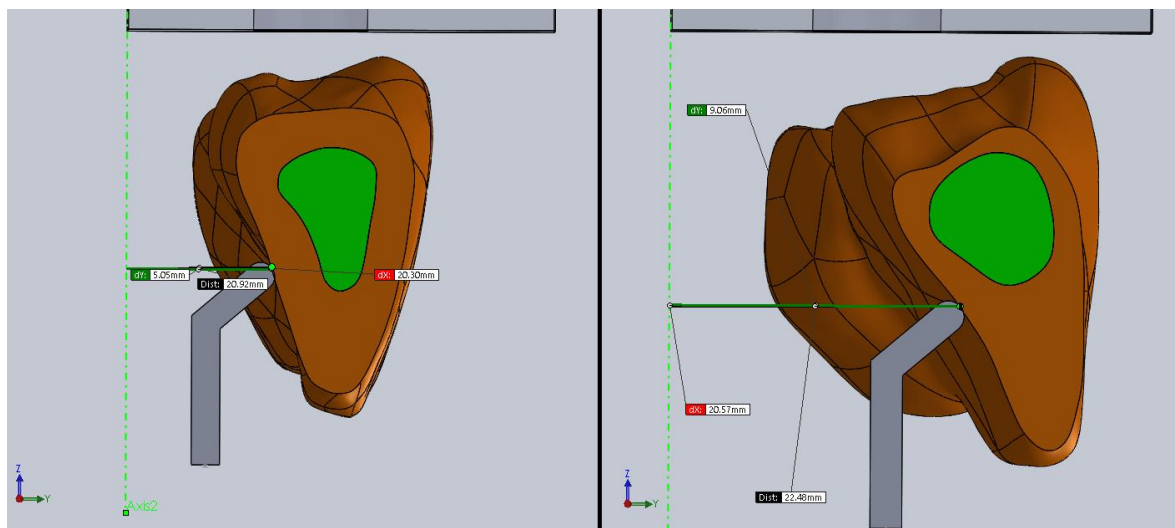 dY: 5.05mm
Dist: 20.92mm
dX: 20.30mm
Z
Y
Axis2
dY: 9.06mm
dX: 20.57mm
Dist: 22.48mm
Z
Y